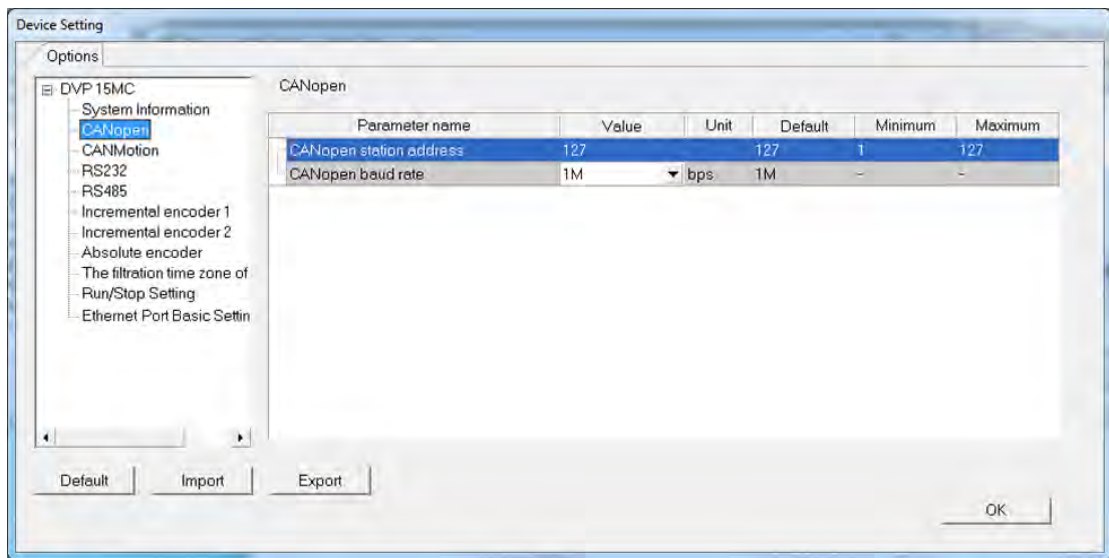 Device Setting
Options
DVP 15MC
System Information
CANopen
CANMotion
RS232
RS485
Incremental encoder 1
Incremental encoder 2
Absolute encoder
The filtration time zone of
Run/Stop Setting
Ethernet Port Basic Settin
CANopen
Parameter name Value Unit Default Minimum Maximum
CANopen station address 127 127 1 127
CANopen baud rate 1M bps 1M - -
Default Import Export
OK